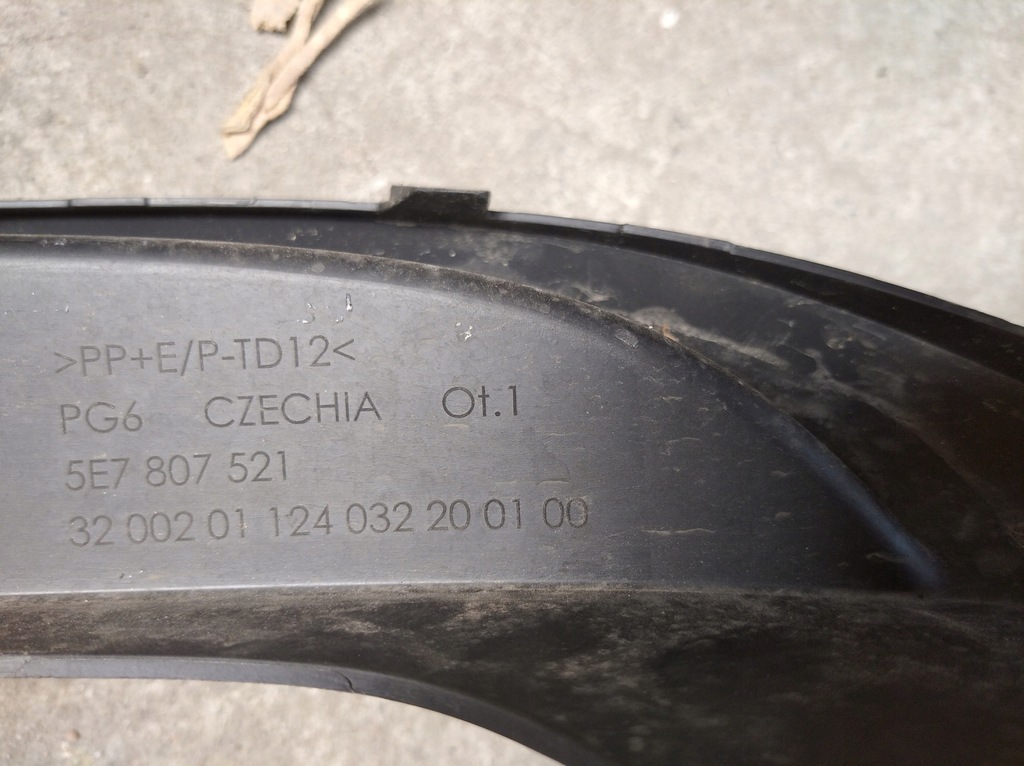 >PP+E/P-TD12<
PG6 CZECHIA Ot.1
5E7 807 521
32 002 01 124 032 20 01 00